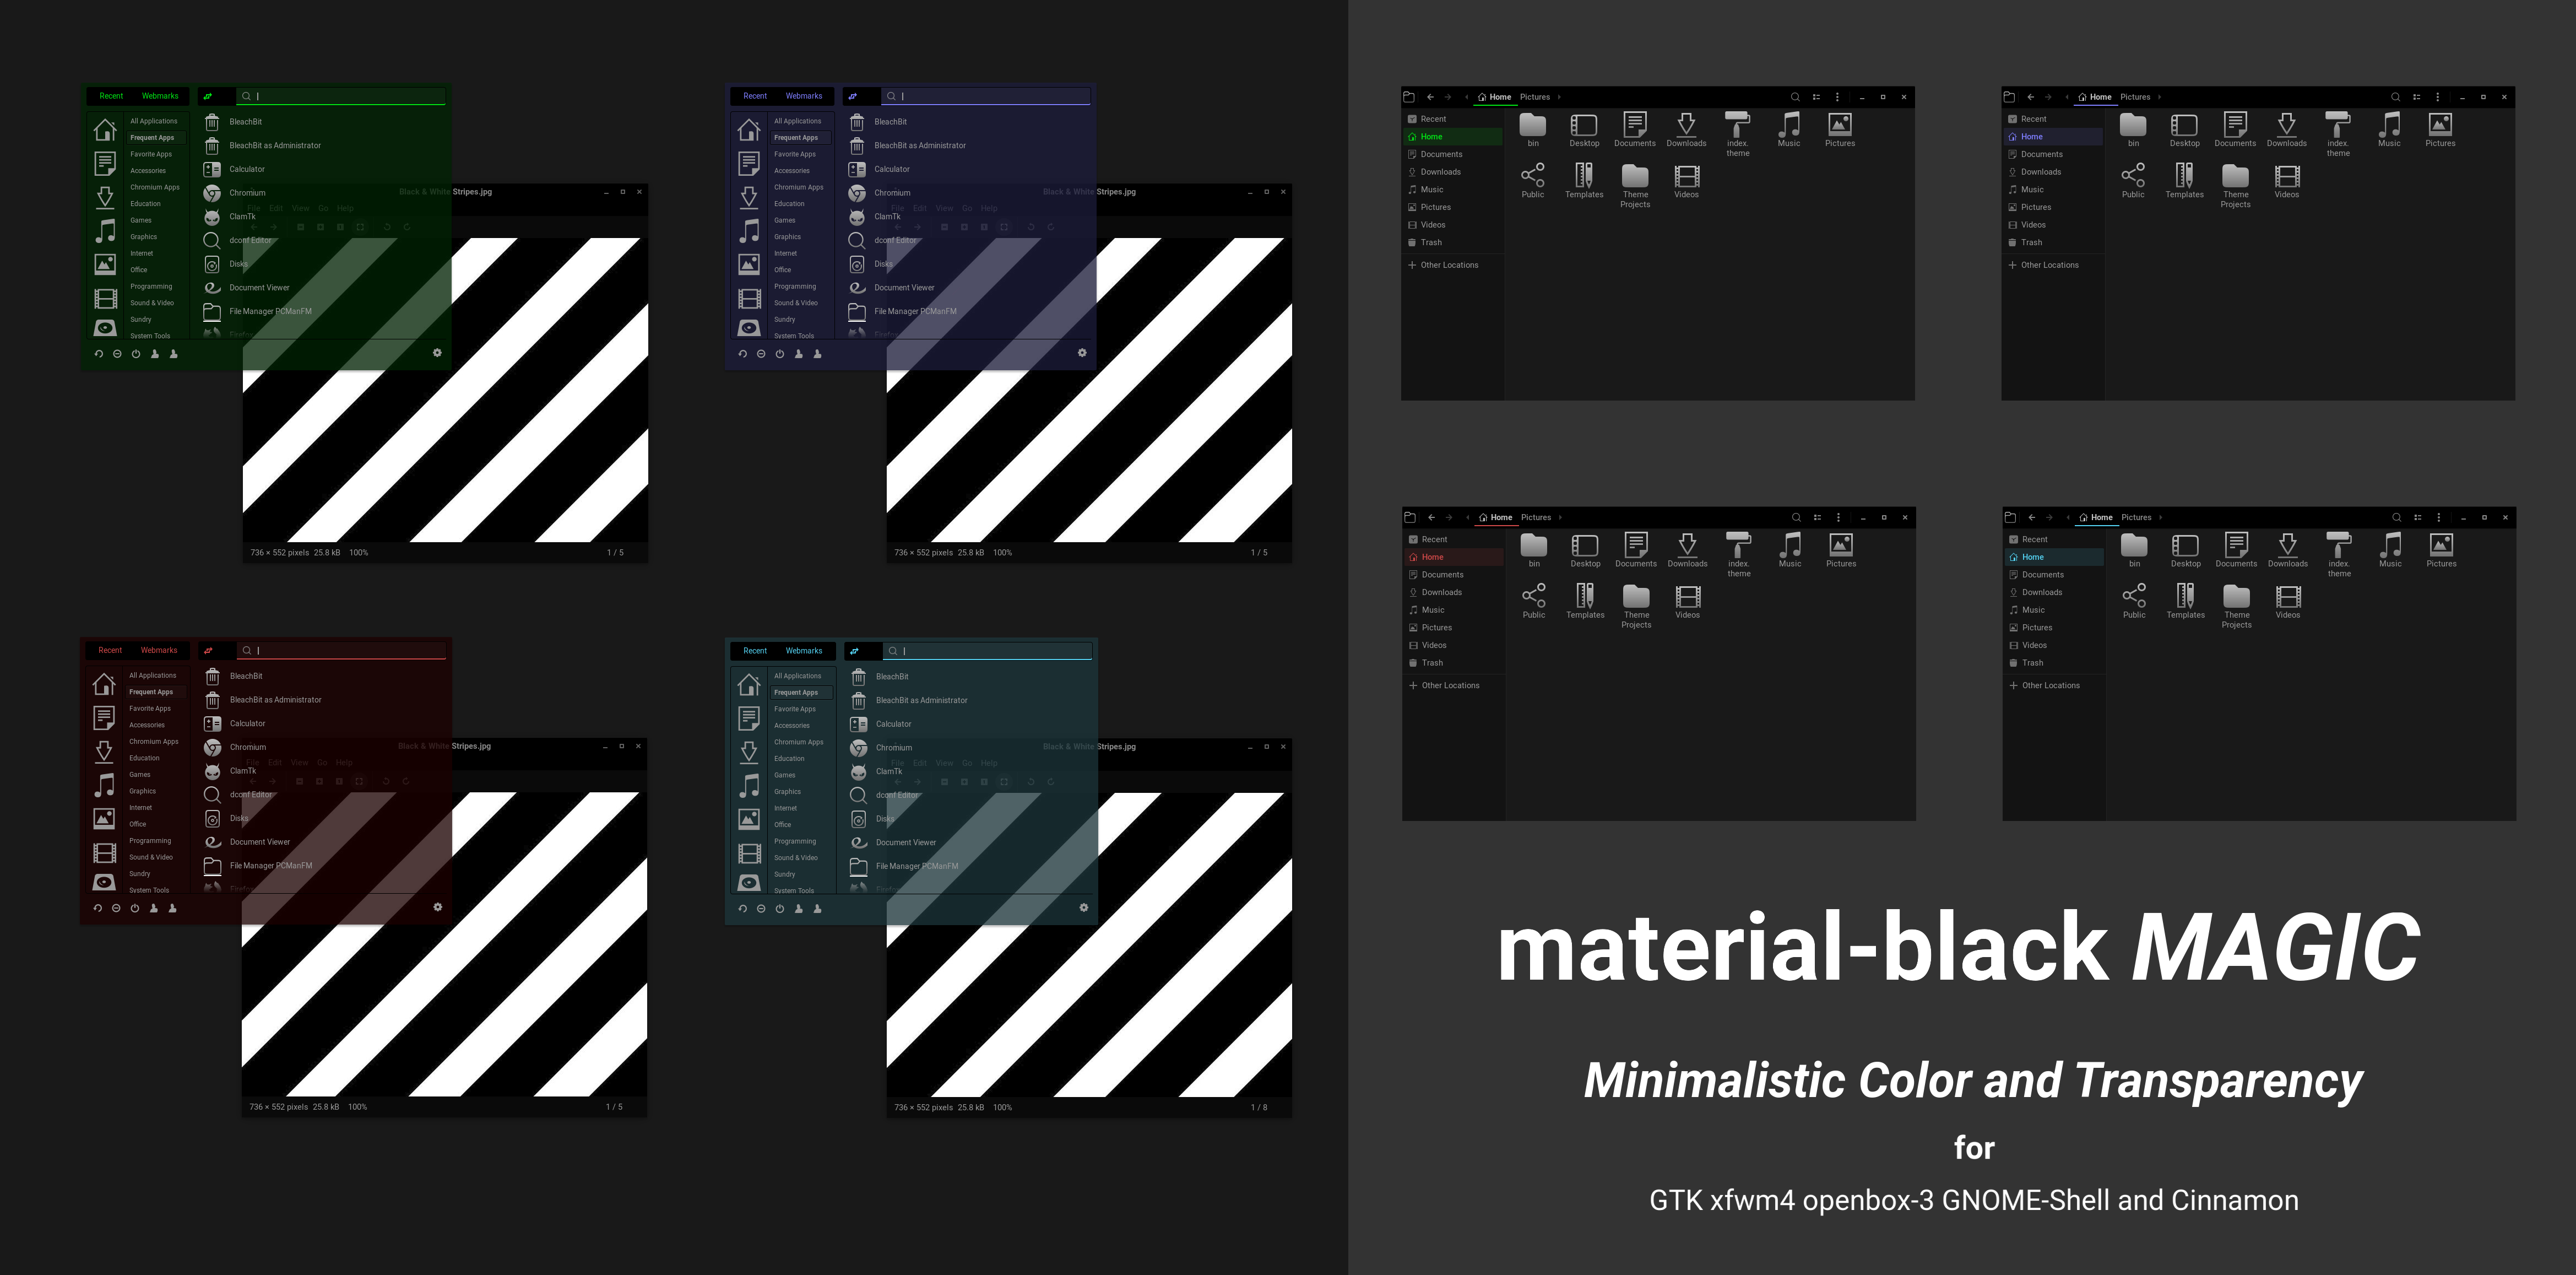 Recent Webmarks
All Applications
Frequent Apps
Favorite Apps
Accessories
Chromium Apps
Education
Games
Graphics
Internet
Office
Programming
Sound & Video
Sundry
System Tools
BleachBit
BleachBit as Administrator
Calculator
Chromium
ClamTk
dconf Editor
Disks
Document Viewer
File Manager PCManFM
Firefox
Black & White Stripes.jpg
File Edit View Go Help
736 × 552 pixels 25.8 kB 100% 1 / 5
Recent Webmarks
All Applications
Frequent Apps
Favorite Apps
Accessories
Chromium Apps
Education
Games
Graphics
Internet
Office
Programming
Sound & Video
Sundry
System Tools
BleachBit
BleachBit as Administrator
Calculator
Chromium
ClamTk
dconf Editor
Disks
Document Viewer
File Manager PCManFM
Firefox
Black & White Stripes.jpg
File Edit View Go Help
736 × 552 pixels 25.8 kB 100% 1 / 5
Recent Webmarks
All Applications
Frequent Apps
Favorite Apps
Accessories
Chromium Apps
Education
Games
Graphics
Internet
Office
Programming
Sound & Video
Sundry
System Tools
BleachBit
BleachBit as Administrator
Calculator
Chromium
ClamTk
dconf Editor
Disks
Document Viewer
File Manager PCManFM
Firefox
Black & White Stripes.jpg
File Edit View Go Help
736 × 552 pixels 25.8 kB 100% 1 / 5
Recent Webmarks
All Applications
Frequent Apps
Favorite Apps
Accessories
Chromium Apps
Education
Games
Graphics
Internet
Office
Programming
Sound & Video
Sundry
System Tools
BleachBit
BleachBit as Administrator
Calculator
Chromium
ClamTk
dconf Editor
Disks
Document Viewer
File Manager PCManFM
Firefox
Black & White Stripes.jpg
File Edit View Go Help
736 × 552 pixels 25.8 kB 100% 1 / 8
Home Pictures
Recent
Home
Documents
Downloads
Music
Pictures
Videos
Trash
Other Locations
bin Desktop Documents Downloads index. Music Pictures
theme
Public Templates Theme Videos
Projects
Home Pictures
Recent
Home
Documents
Downloads
Music
Pictures
Videos
Trash
Other Locations
bin Desktop Documents Downloads index. Music Pictures
theme
Public Templates Theme Videos
Projects
Home Pictures
Recent
Home
Documents
Downloads
Music
Pictures
Videos
Trash
Other Locations
bin Desktop Documents Downloads index. Music Pictures
theme
Public Templates Theme Videos
Projects
Home Pictures
Recent
Home
Documents
Downloads
Music
Pictures
Videos
Trash
Other Locations
bin Desktop Documents Downloads index. Music Pictures
theme
Public Templates Theme Videos
Projects
material-black MAGIC
Minimalistic Color and Transparency
for
GTK xfwm4 openbox-3 GNOME-Shell and Cinnamon